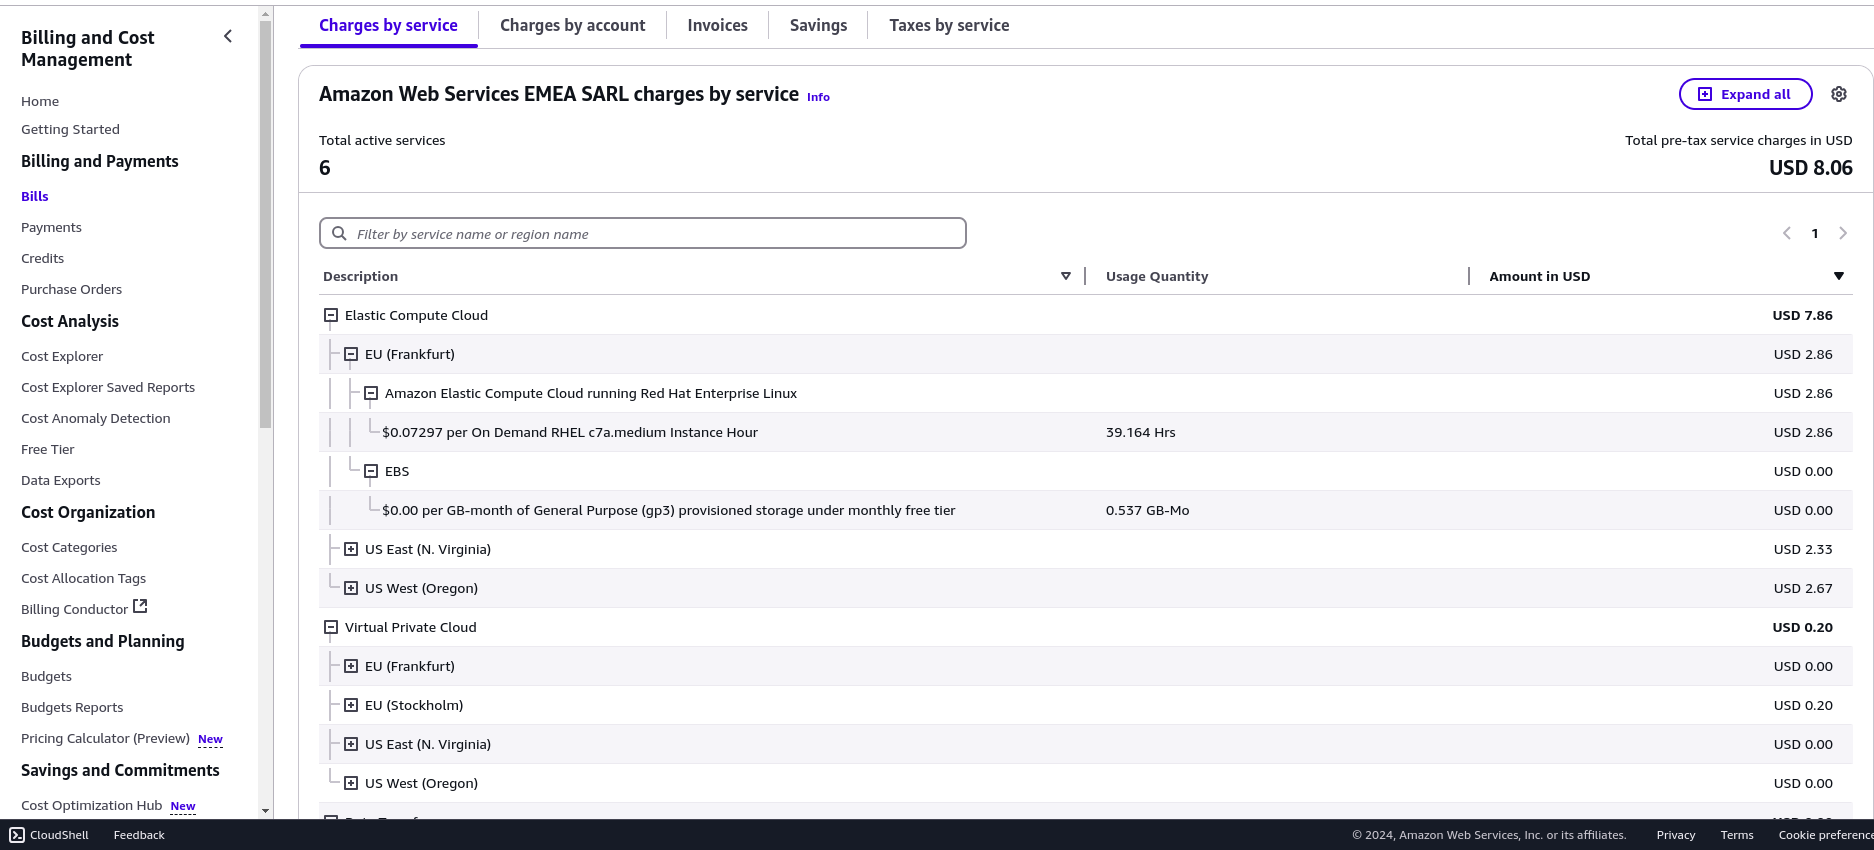 Billing and Cost
Management
Home
Getting Started
Billing and Payments
Bills
Payments
Credits
Purchase Orders
Cost Analysis
Cost Explorer
Cost Explorer Saved Reports
Cost Anomaly Detection
Free Tier
Data Exports
Cost Organization
Cost Categories
Cost Allocation Tags
Billing Conductor
Budgets and Planning
Budgets
Budgets Reports
Pricing Calculator (Preview) New
Savings and Commitments
Cost Optimization Hub New
Charges by service Charges by account Invoices Savings Taxes by service
Amazon Web Services EMEA SARL charges by service Info
Expand all
Total active services Total pre-tax service charges in USD
6 USD 8.06
Filter by service name or region name
1
Description Usage Quantity Amount in USD
Elastic Compute Cloud USD 7.86
EU (Frankfurt) USD 2.86
Amazon Elastic Compute Cloud running Red Hat Enterprise Linux USD 2.86
$0.07297 per On Demand RHEL c7a.medium Instance Hour 39.164 Hrs USD 2.86
EBS USD 0.00
$0.00 per GB-month of General Purpose (gp3) provisioned storage under monthly free tier 0.537 GB-Mo USD 0.00
US East (N. Virginia) USD 2.33
US West (Oregon) USD 2.67
Virtual Private Cloud USD 0.20
EU (Frankfurt) USD 0.00
EU (Stockholm) USD 0.20
US East (N. Virginia) USD 0.00
US West (Oregon) USD 0.00
CloudShell Feedback © 2024, Amazon Web Services, Inc. or its affiliates. Privacy Terms Cookie preference